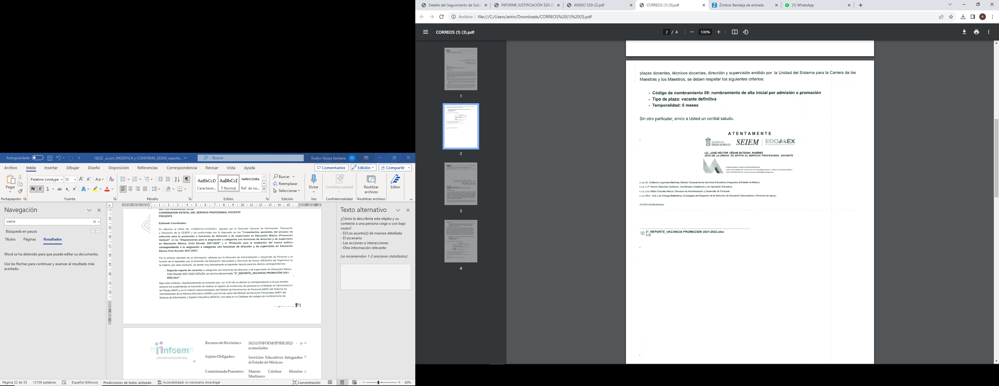 Autoguardado
16232 _acum_MODIFICA y CONFIRMA_SEIEM_reporte...
Buscar
Evelyn Souza Santana
ES
Archivo Inicio Insertar Dibujar Diseño Disposición Referencias Correspondencia Revisar Vista Ayuda
Comentarios Edición Compartir
Pegar
Palatino Linotype 12
AaBbCcD AaBbCcI AaBbCcDdEe
Caracteres... ¶ Normal Ref. de no...
Buscar
Reemplazar
Seleccionar
Dictar
Confidencialidad
Reutilizar archivos
Editor
Portapapeles Fuente Párrafo Estilos Edición Voz Confidencialidad Reutilizar archivos
Navegación
cierre
Búsqueda en pausa
Títulos Páginas Resultados
Word se ha detenido para que pueda editar su documento.
Use las flechas para continuar y avanzar al resultado más
acertado.
HÉCTOR HERNÁNDEZ SILVA
COORDINADOR ESTATAL DEL SERVICIO PROFESIONAL DOCENTE
PRESENTE
Estimado Coordinador:
En atención al Oficio No. 210B0313L/1518/2021, signado por la Dirección General de Información, Planeación
y Operación de la CESPD y de conformidad con lo dispuesto en los "Lineamientos generales del proceso de
selección para la promoción a funciones de dirección y de supervisión en Educación Básica (Promoción
Vertical)", en las "Disposiciones para la asignación a categorías con funciones de dirección y de supervisión
en Educación Básica, Ciclo Escolar 2021-2022" y el "Protocolo para la realización del evento público
correspondiente a la asignación a categorías con funciones de dirección y de supervisión en Educación
Básica Ciclo Escolar 2021-2022".
Por lo anterior derivado de la información validada por la Dirección de Administración y Desarrollo de Personal y en
función de lo reportado por la Dirección de Educación Secundaria y Servicios de Apoyo (DESySA) del Organismo en
la materia, por este conducto, se remite muy atentamente el siguiente reporte para los efectos correspondientes:
• Segundo reporte de vacantes a categorías con funciones de dirección y de supervisión en Educación Básica,
Ciclo Escolar 2021-2022 DESySA, en archivo denominado "2°_REPORTE_VACANCIA PROMOCIÓN 2021-
2022.xlsx".
Bajo este contexto, respetuosamente se comenta que, con el fin de no afectar la contraprestación a la que tendrán
derecho los sustentantes al momento de realizar el registro de incidencias de personal en el Módulo de Administración
de Plazas (MAP) y en la relación plaza-trabajador del Módulo de Movimientos de Personal (MDP) del Sistema de
Administración de la Nómina Educativa (SANE) que forman parte del Módulo de Servicios Personales (MSP) del
Sistema de Información y Gestión Educativa (SIGED); con base en el Catálogo de códigos de nombramiento de
infoem
Recurso·de·Revisión:¤ 16232/INFOEM/IP/RR/2022· · y·
acumulado¤
Sujeto·Obligado:¤ Servicios· Educativos· Integrados·
al·Estado·de·México¤
Comisionada·Ponente:¤ Sharon· Cristina· Morales·
Martínez¤
Texto alternativo
¿Cómo le describiría este objeto y su
contexto a una persona ciega o con baja
visión?
- El/Los asunto(s) de manera detallada
- El escenario
- Las acciones o interacciones
- Otra información relevante
(se recomiendan 1-2 oraciones detalladas)
Página 32 de 55 13109 palabras Español (México) Predicciones de texto: activado Accesibilidad: es necesario investigar Concentración 80%
Detalle del Seguimiento de Solic INFORME JUSTIFICACIÓN 520-22 ANEXO 520-22.pdf CORREOS (1) (3).pdf Zimbra: Bandeja de entrada (1) WhatsApp
Archivo file:///C:/Users/arkin/Downloads/CORREOS%20(1)%20(3).pdf
CORREOS (1) (3).pdf 2 / 4 100%
1
2
3
4
plazas docentes, técnicos docentes, dirección y supervisión emitido por la Unidad del Sistema para la Carrera de las
Maestras y los Maestros, se deben respetar los siguientes criterios:
• Código de nombramiento 09: nombramiento de alta inicial por admisión o promoción
• Tipo de plaza: vacante definitiva
• Temporalidad: 6 meses
Sin otro particular, envío a Usted un cordial saludo.
ATENTAMENTE
GOBIERNO DEL
ESTADO DE MÉXICO SEIEM EDOMÉX
LIC. JOSÉ HÉCTOR CÉSAR ENTZANA RAMÍREZ
JEFE DE LA UNIDAD DE APOYO AL SERVICIO PROFESIONAL DOCENTE
c.c.p. Dr. Guillermo Legorreta Martínez, Director General de los Servicios Educativos Integrados al Estado de México.
c.c.p. C.P. Ramón Saavedra Gutiérrez, Coordinador Académico y de Operación Educativa.
c.c.p. Luz Ofelia Chaveles Maruri, Directora de Administración y Desarrollo de Personal.
c.c.p. Mtro. José Luis Arteaga Ballesteros, Encargado del Despacho de la Dirección de Educación Secundarias y Servicios de Apoyo.
2°_REPORTE_VACANCIA PROMOCIÓN 2021-2022.xlsx
31K